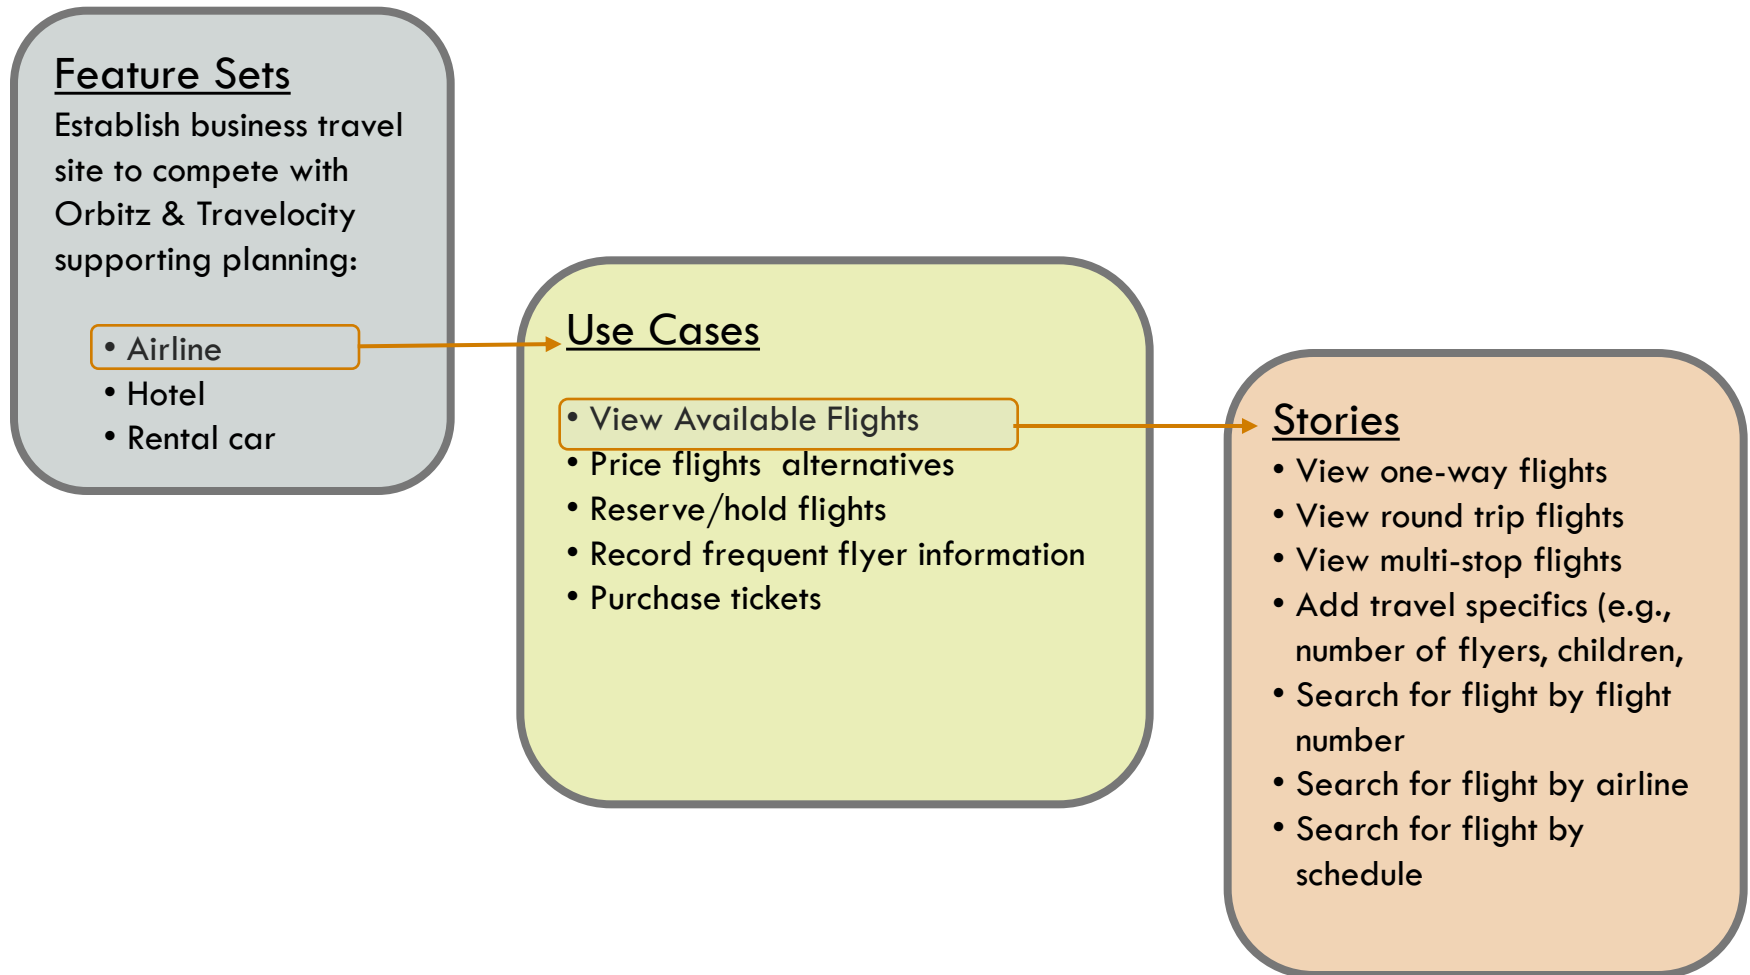 Feature Sets
Establish business travel
site to compete with
Orbitz & Travelocity
supporting planning:
• Airline
• Hotel
• Rental car
Use Cases
• View Available Flights
• Price flights  alternatives
• Reserve/hold flights
• Record frequent flyer information
• Purchase tickets
Stories
• View one-way flights
• View round trip flights
• View multi-stop flights
• Add travel specifics (e.g.,
number of flyers, children,
• Search for flight by flight
number
• Search for flight by airline
• Search for flight by
schedule